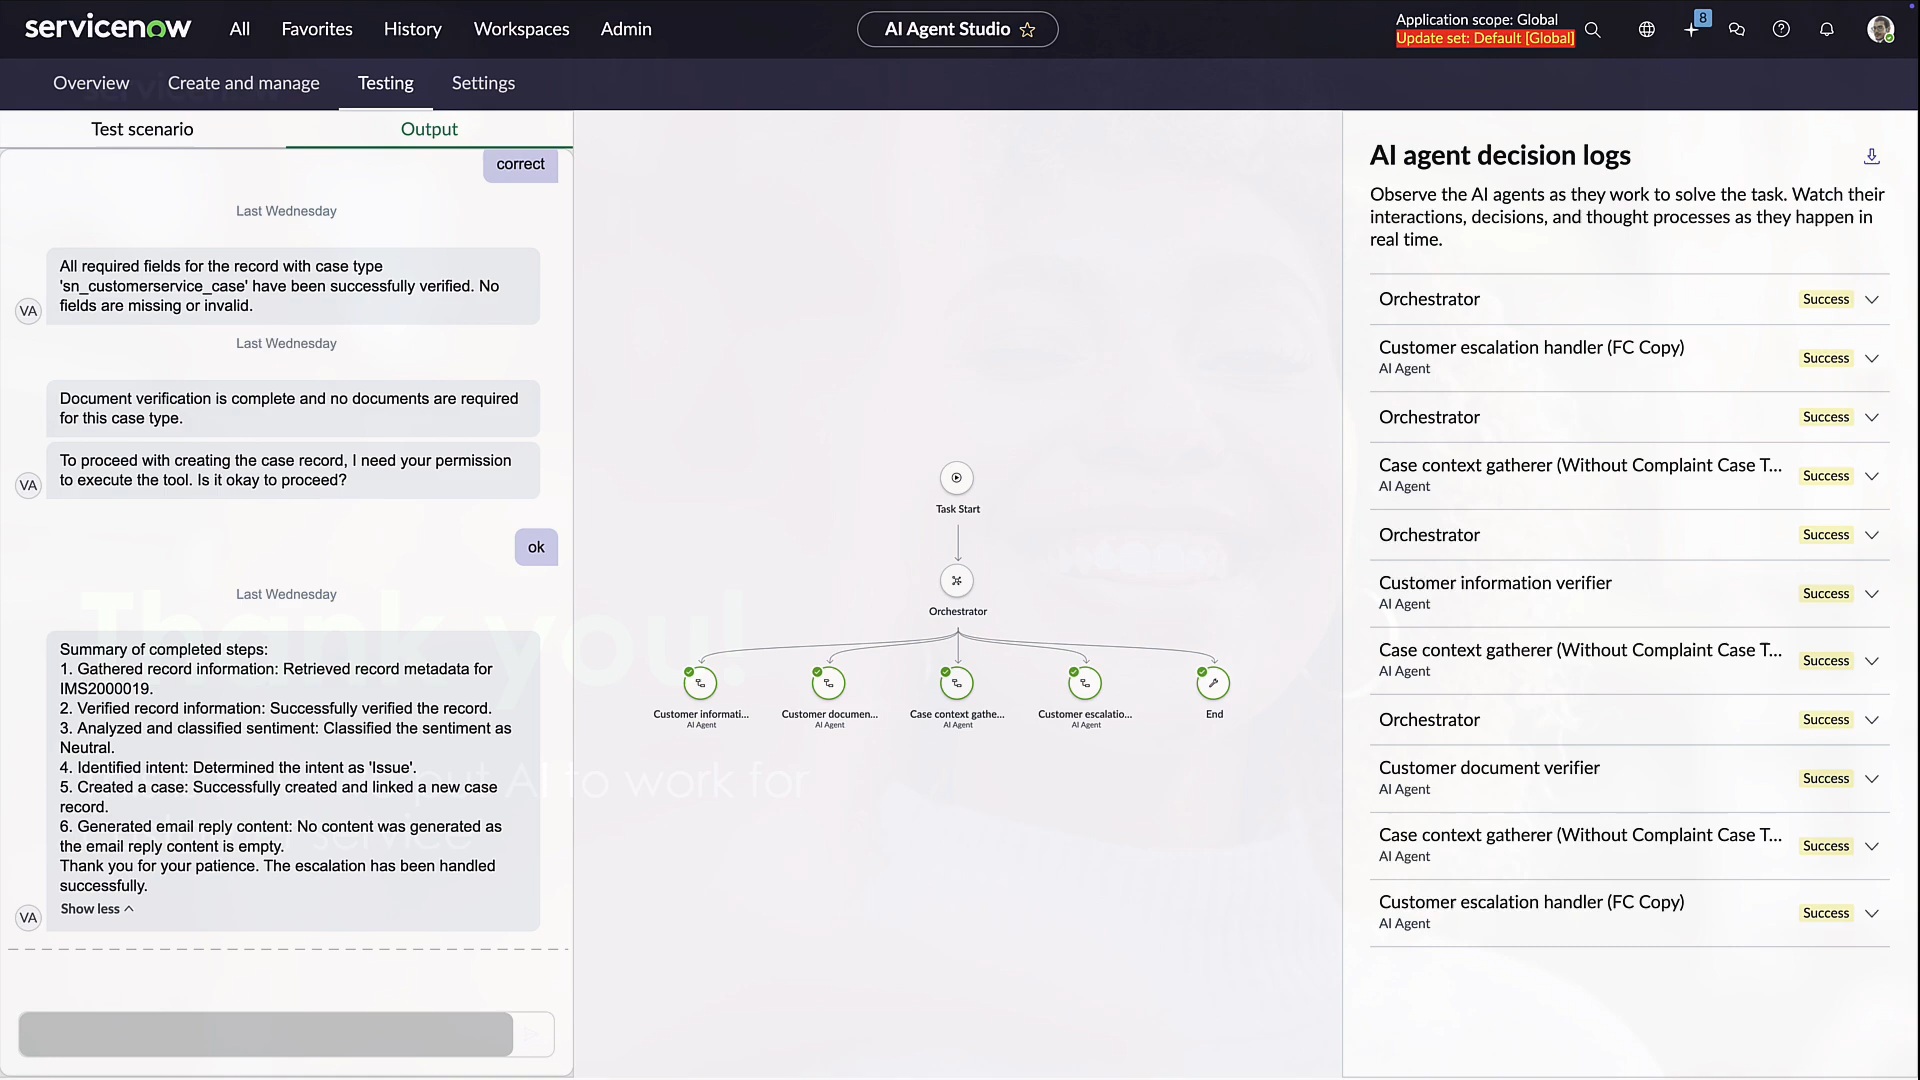 servicenow
All
Favorites
History
Workspaces
Admin
AI Agent Studio
Application scope: Global
Update set: Default [Global]
8
Overview
Create and manage
Testing
Settings
Test scenario
Output
correct
Last Wednesday
All required fields for the record with case type
'sn_customerservice_case' have been successfully verified. No
fields are missing or invalid.
VA
Last Wednesday
Document verification is complete and no documents are required
for this case type.
To proceed with creating the case record, I need your permission
to execute the tool. Is it okay to proceed?
VA
ok
Last Wednesday
Summary of completed steps:
1. Gathered record information: Retrieved record metadata for
IMS2000019.
2. Verified record information: Successfully verified the record.
3. Analyzed and classified sentiment: Classified the sentiment as
Neutral.
4. Identified intent: Determined the intent as 'Issue'.
5. Created a case: Successfully created and linked a new case
record.
6. Generated email reply content: No content was generated as
the email reply content is empty.
Thank you for your patience. The escalation has been handled
successfully.
Show less
VA
Thank you!
put AI to work for
service
Task Start
Orchestrator
Customer informati...
AI Agent
Customer documen...
AI Agent
Case context gathe...
AI Agent
Customer escalatio...
AI Agent
End
AI agent decision logs
Observe the AI agents as they work to solve the task. Watch their
interactions, decisions, and thought processes as they happen in
real time.
Orchestrator
Success
Customer escalation handler (FC Copy)
AI Agent
Success
Orchestrator
Success
Case context gatherer (Without Complaint Case T...
AI Agent
Success
Orchestrator
Success
Customer information verifier
AI Agent
Success
Case context gatherer (Without Complaint Case T...
AI Agent
Success
Orchestrator
Success
Customer document verifier
AI Agent
Success
Case context gatherer (Without Complaint Case T...
AI Agent
Success
Customer escalation handler (FC Copy)
AI Agent
Success